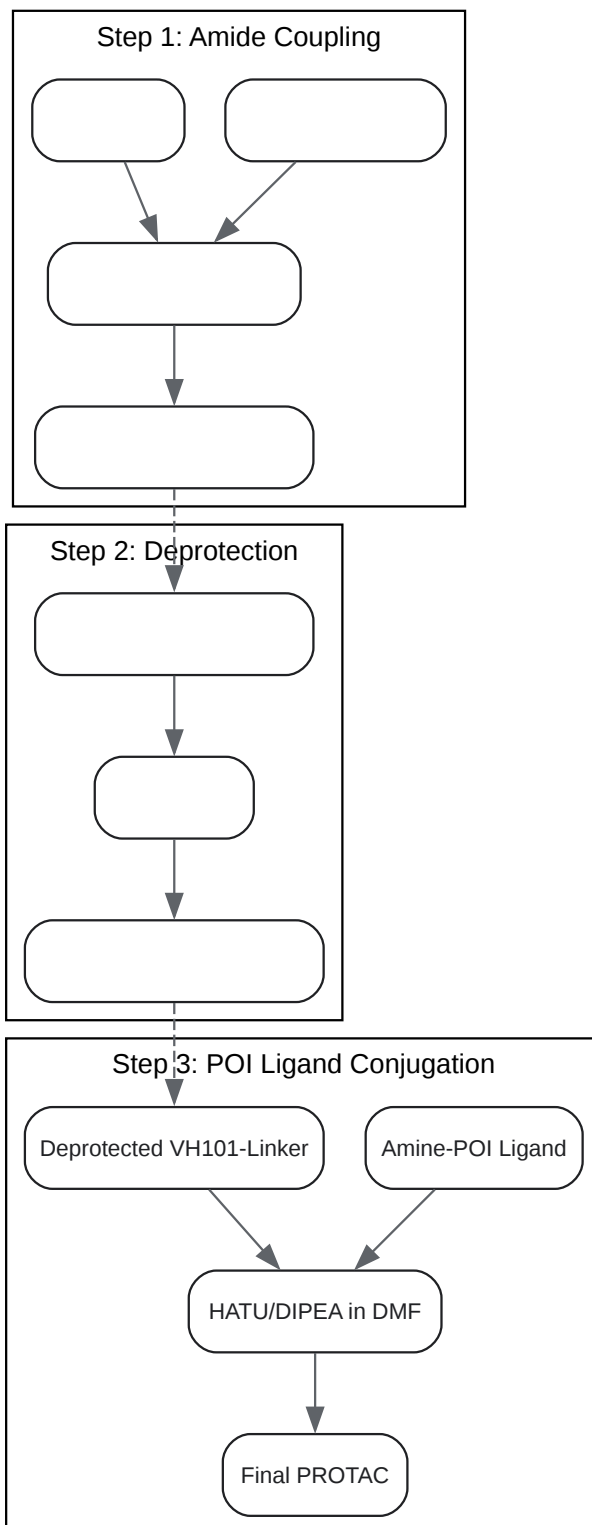 Step 1: Amide Coupling
Step 2: Deprotection
Step 3: POI Ligand Conjugation
Deprotected VH101-Linker
Amine-POI Ligand
HATU/DIPEA in DMF
Final PROTAC